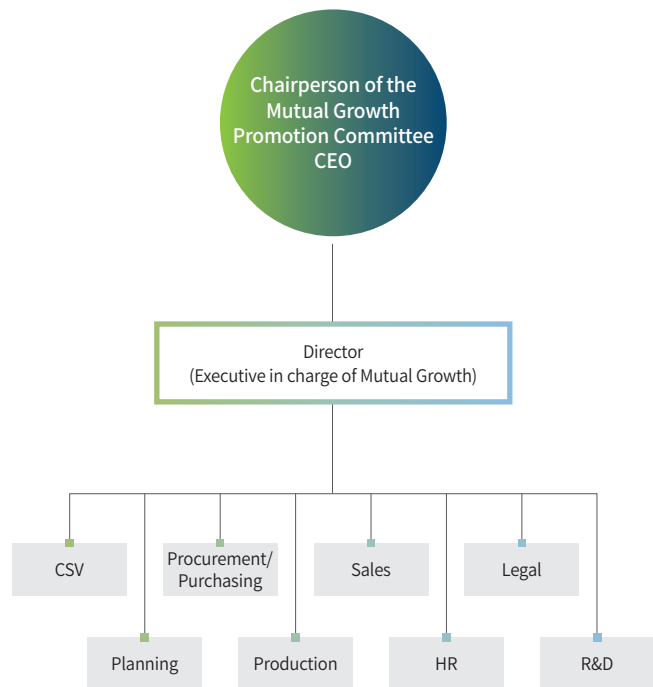 Chairperson of the
Mutual Growth
Promotion Committee
CEO
Director
(Executive in charge of Mutual Growth)
CSV
Procurement/
Purchasing
Sales
Legal
Planning
Production
HR
R&D